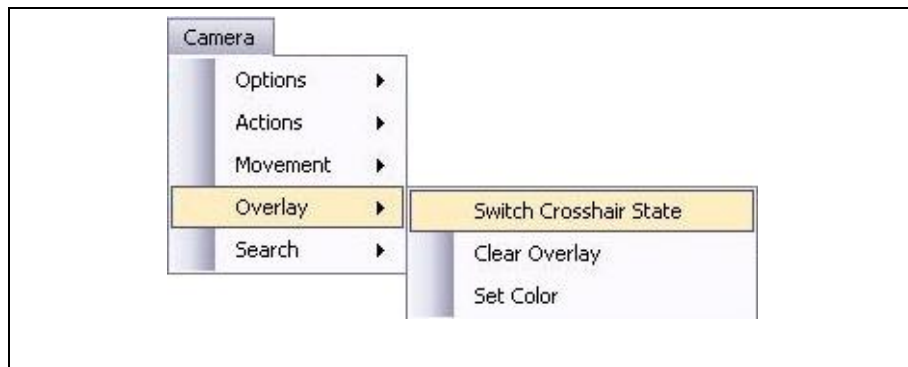 Camera
Options
Actions
Movement
Overlay
Search
Switch Crosshair State
Clear Overlay
Set Color